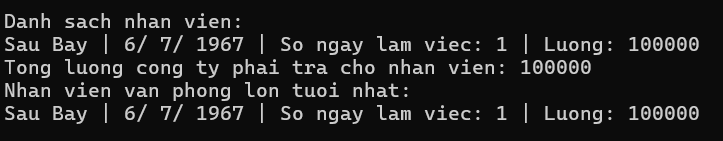 Danh sach nhan vien:
Sau Bay | 6/ 7/ 1967 | So ngay lam viec: 1 | Luong: 100000
Tong luong cong ty phai tra cho nhan vien: 100000
Nhan vien van phong lon tuoi nhat:
Sau Bay | 6/ 7/ 1967 | So ngay lam viec: 1 | Luong: 100000